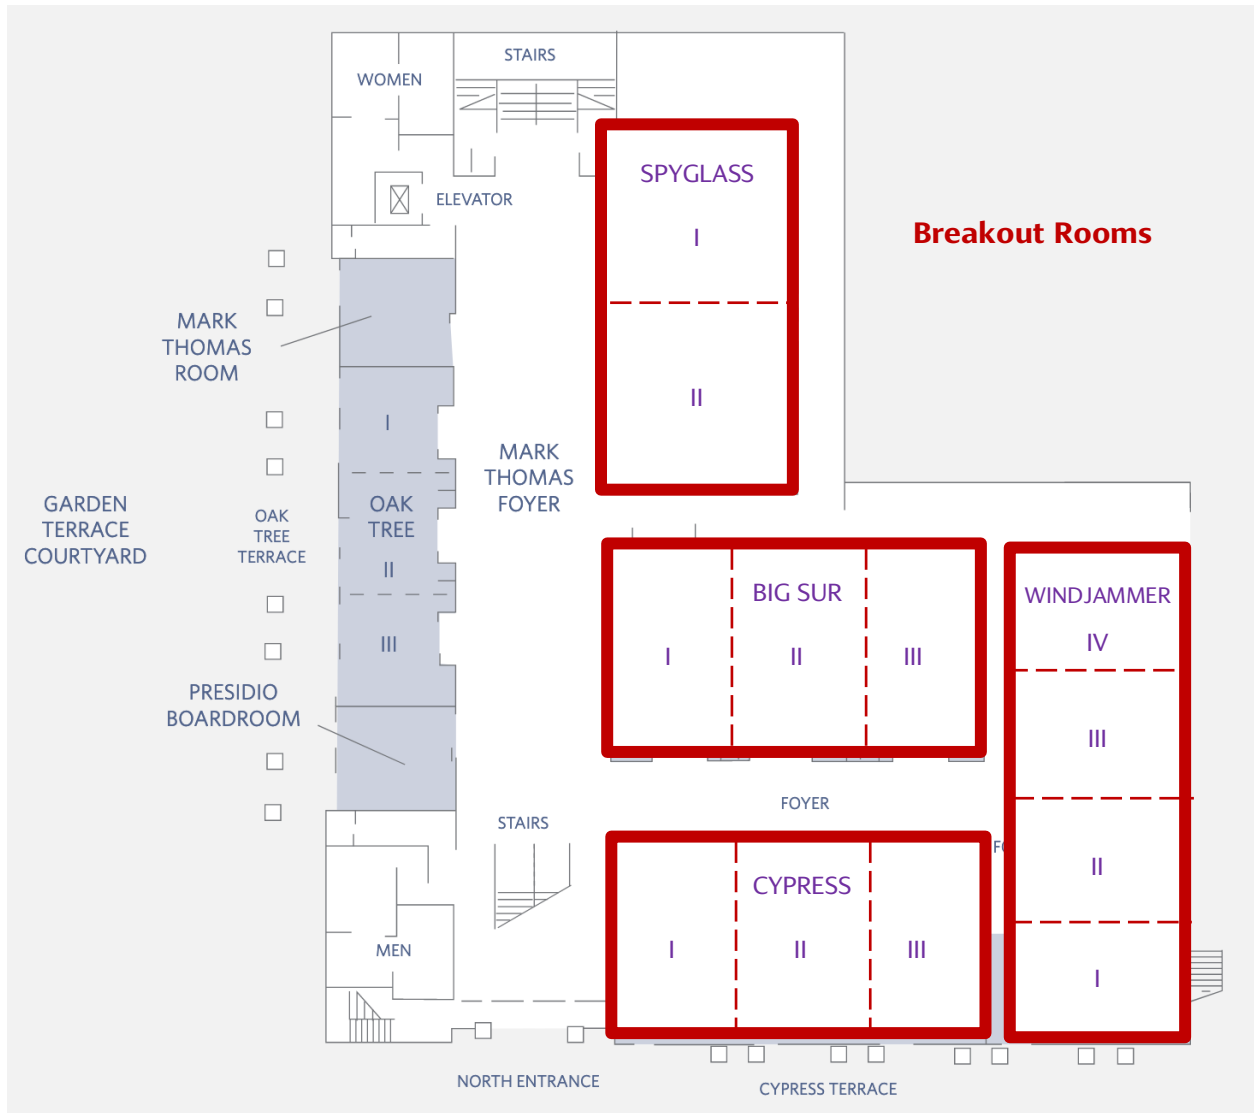 STAIRS
WOMEN
SPYGLASS
ELEVATOR
I
Breakout Rooms
MARK
THOMAS
ROOM
II
I
MARK
THOMAS
FOYER
GARDEN
TERRACE
COURTYARD
OAK
TREE
TERRACE
OAK
TREE
II
III
BIG SUR
I
II
III
WINDJAMMER
IV
III
II
I
PRESIDIO
BOARDROOM
FOYER
STAIRS
CYPRESS
I
II
III
MEN
NORTH ENTRANCE
CYPRESS TERRACE